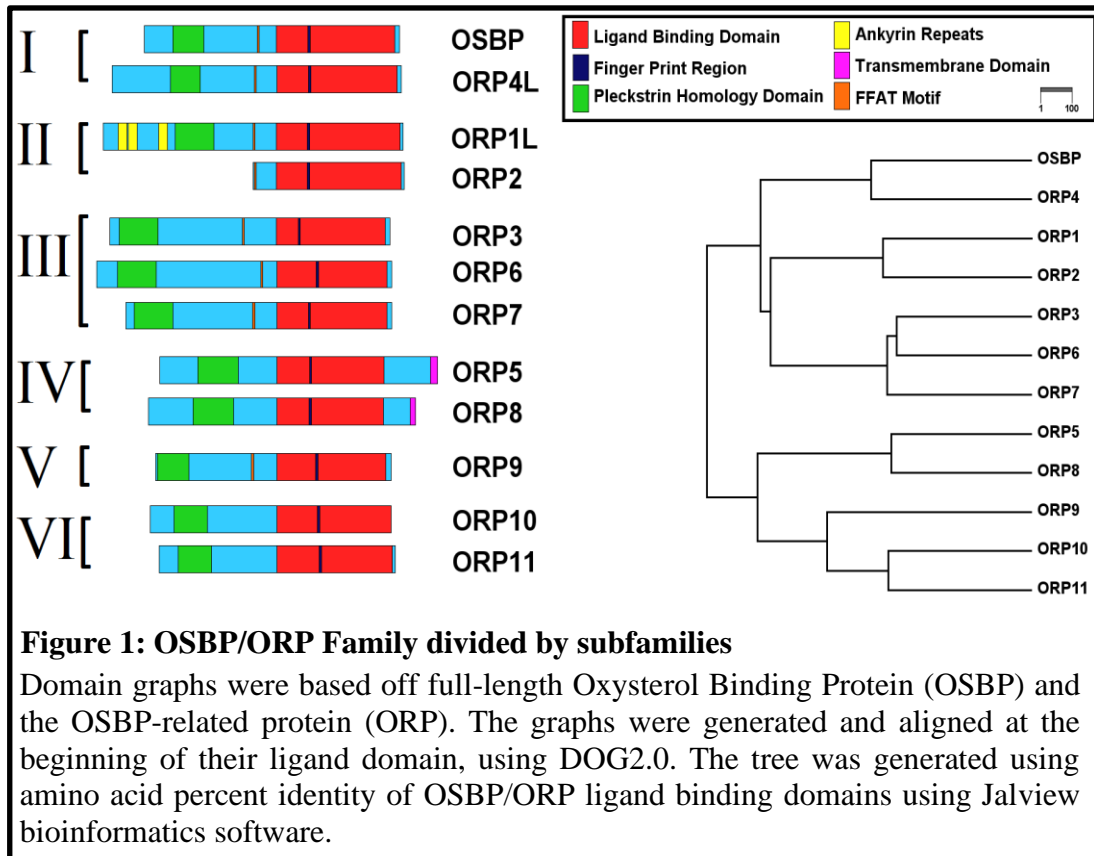 I
OSBP
ORP4L
II
ORP1L
ORP2
III
ORP3
ORP6
ORP7
IV
ORP5
ORP8
V
ORP9
VI
ORP10
ORP11
Ligand Binding Domain
Finger Print Region
Pleckstrin Homology Domain
Ankyrin Repeats
Transmembrane Domain
FFAT Motif
1 100
OSBP
ORP4
ORP1
ORP2
ORP3
ORP6
ORP7
ORP5
ORP8
ORP9
ORP10
ORP11
Figure 1: OSBP/ORP Family divided by subfamilies
Domain graphs were based off full-length Oxysterol Binding Protein (OSBP) and
the OSBP-related protein (ORP). The graphs were generated and aligned at the
beginning of their ligand domain, using DOG2.0. The tree was generated using
amino acid percent identity of OSBP/ORP ligand binding domains using Jalview
bioinformatics software.